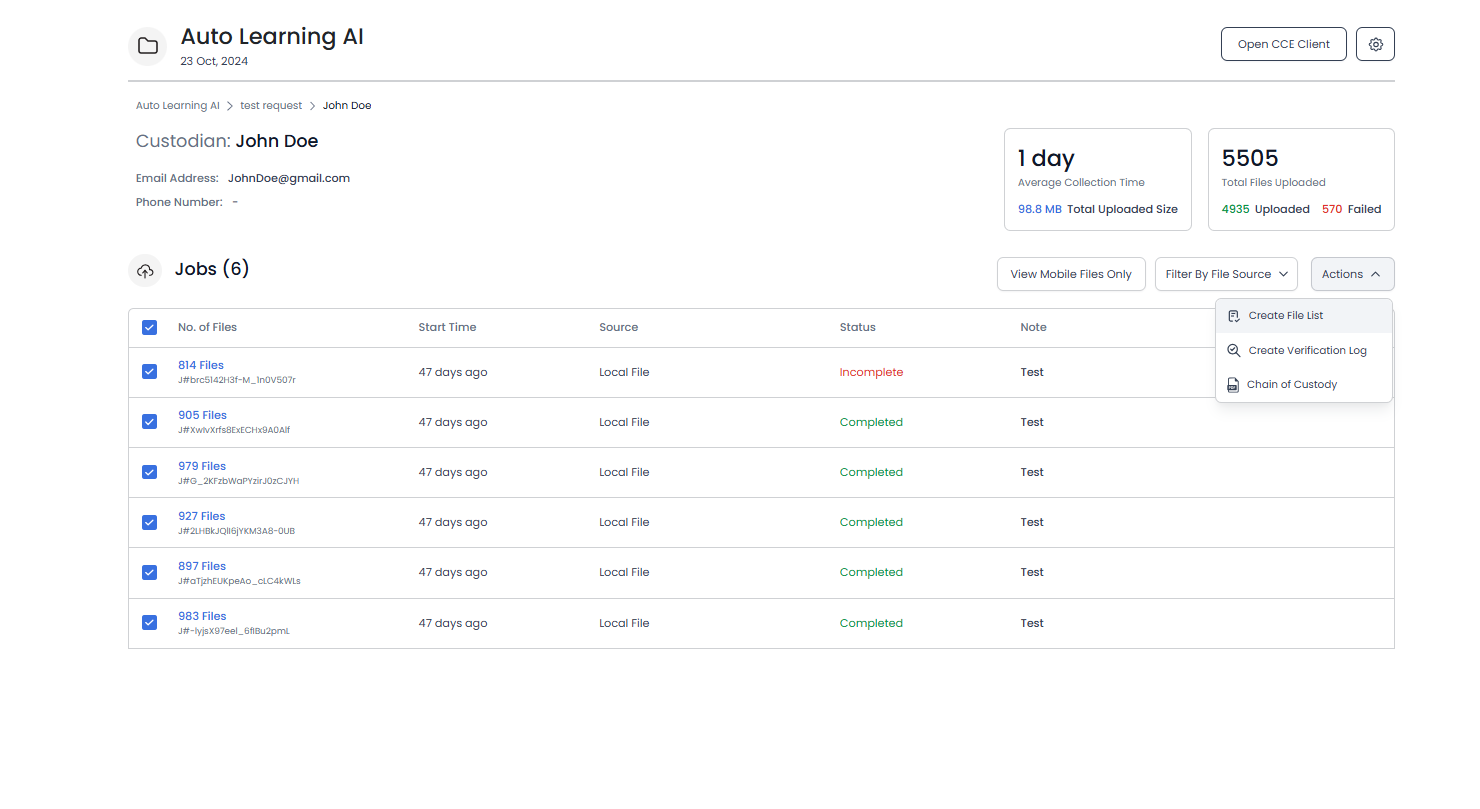 Auto Learning AI
23 Oct, 2024
Open CCE Client
Auto Learning AI > test request > John Doe
Custodian: John Doe
Email Address: JohnDoe@gmail.com
Phone Number: -
1 day
Average Collection Time
98.8 MB Total Uploaded Size
5505
Total Files Uploaded
4935 Uploaded 570 Failed
Jobs (6)
View Mobile Files Only
Filter By File Source
Actions
Create File List
Create Verification Log
Chain of Custody
No. of Files Start Time Source Status Note
814 Files 47 days ago Local File Incomplete Test
J#brc5142H3f-M_1n0V507r
905 Files 47 days ago Local File Completed Test
979 Files 47 days ago Local File Completed Test
J#G_2KFzbWaPYzirJ0zCJYH
927 Files 47 days ago Local File Completed Test
897 Files 47 days ago Local File Completed Test
J#aTjzhEUKpeAo_cLC4kWLs
983 Files 47 days ago Local File Completed Test